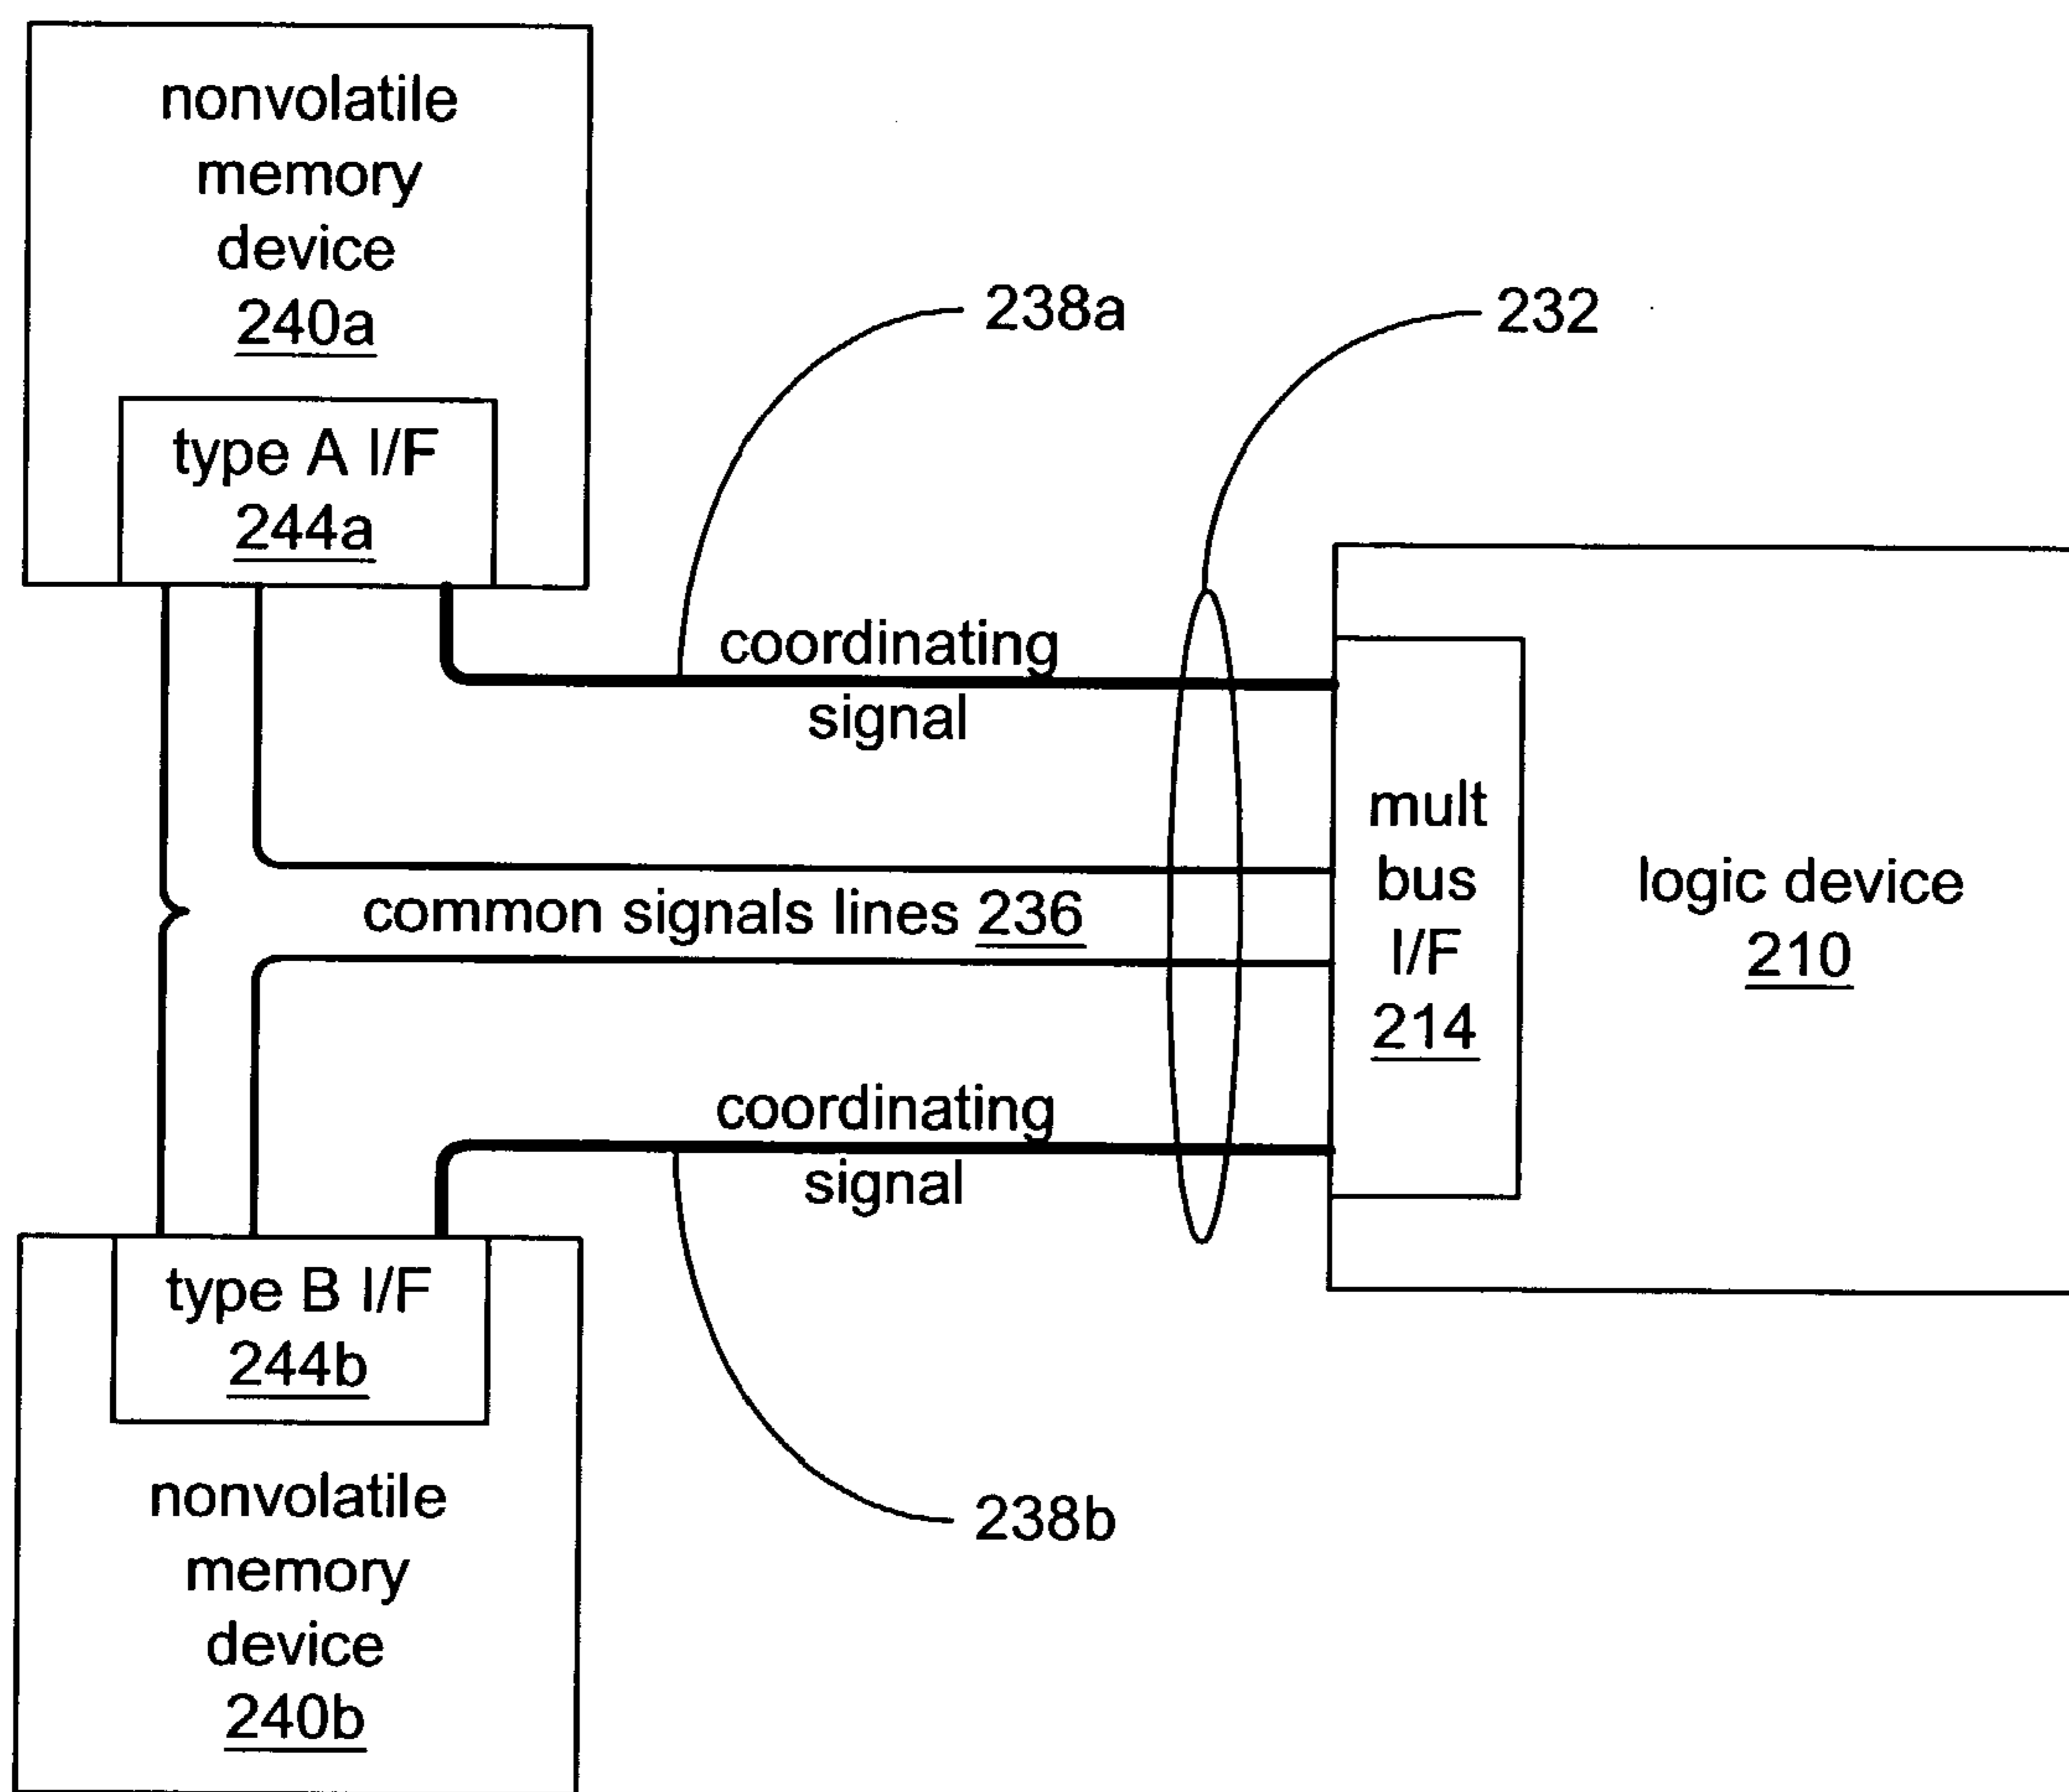 nonvolatile
memory
device
240a
type A I/F
244a
238a
232
coordinating
signal
common signals lines 236
mult
bus
I/F
214
logic device
210
coordinating
signal
type B I/F
244b
nonvolatile
memory
device
240b
238b